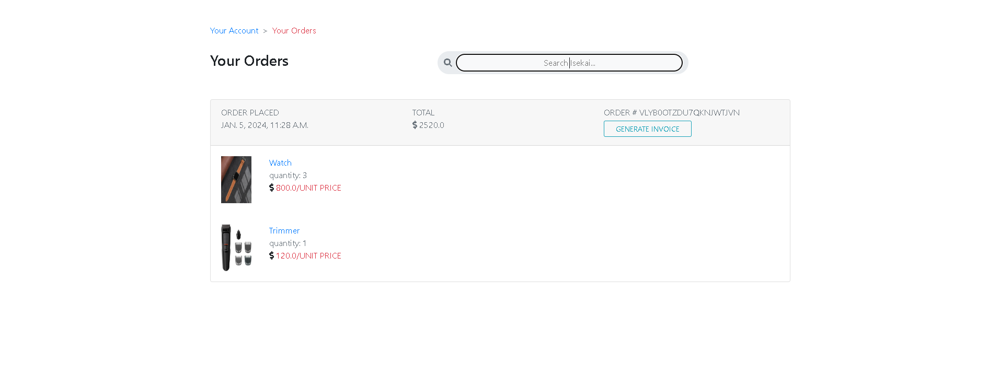 Your Account > Your Orders
Your Orders
Search Isekai...
ORDER PLACED
JAN. 5, 2024, 11:28 A.M.
TOTAL
$ 2520.0
ORDER # VLYB0OTZDU7QKNJWTJVN
GENERATE INVOICE
Watch
quantity: 3
$ 800.0/UNIT PRICE
Trimmer
quantity: 1
$ 120.0/UNIT PRICE